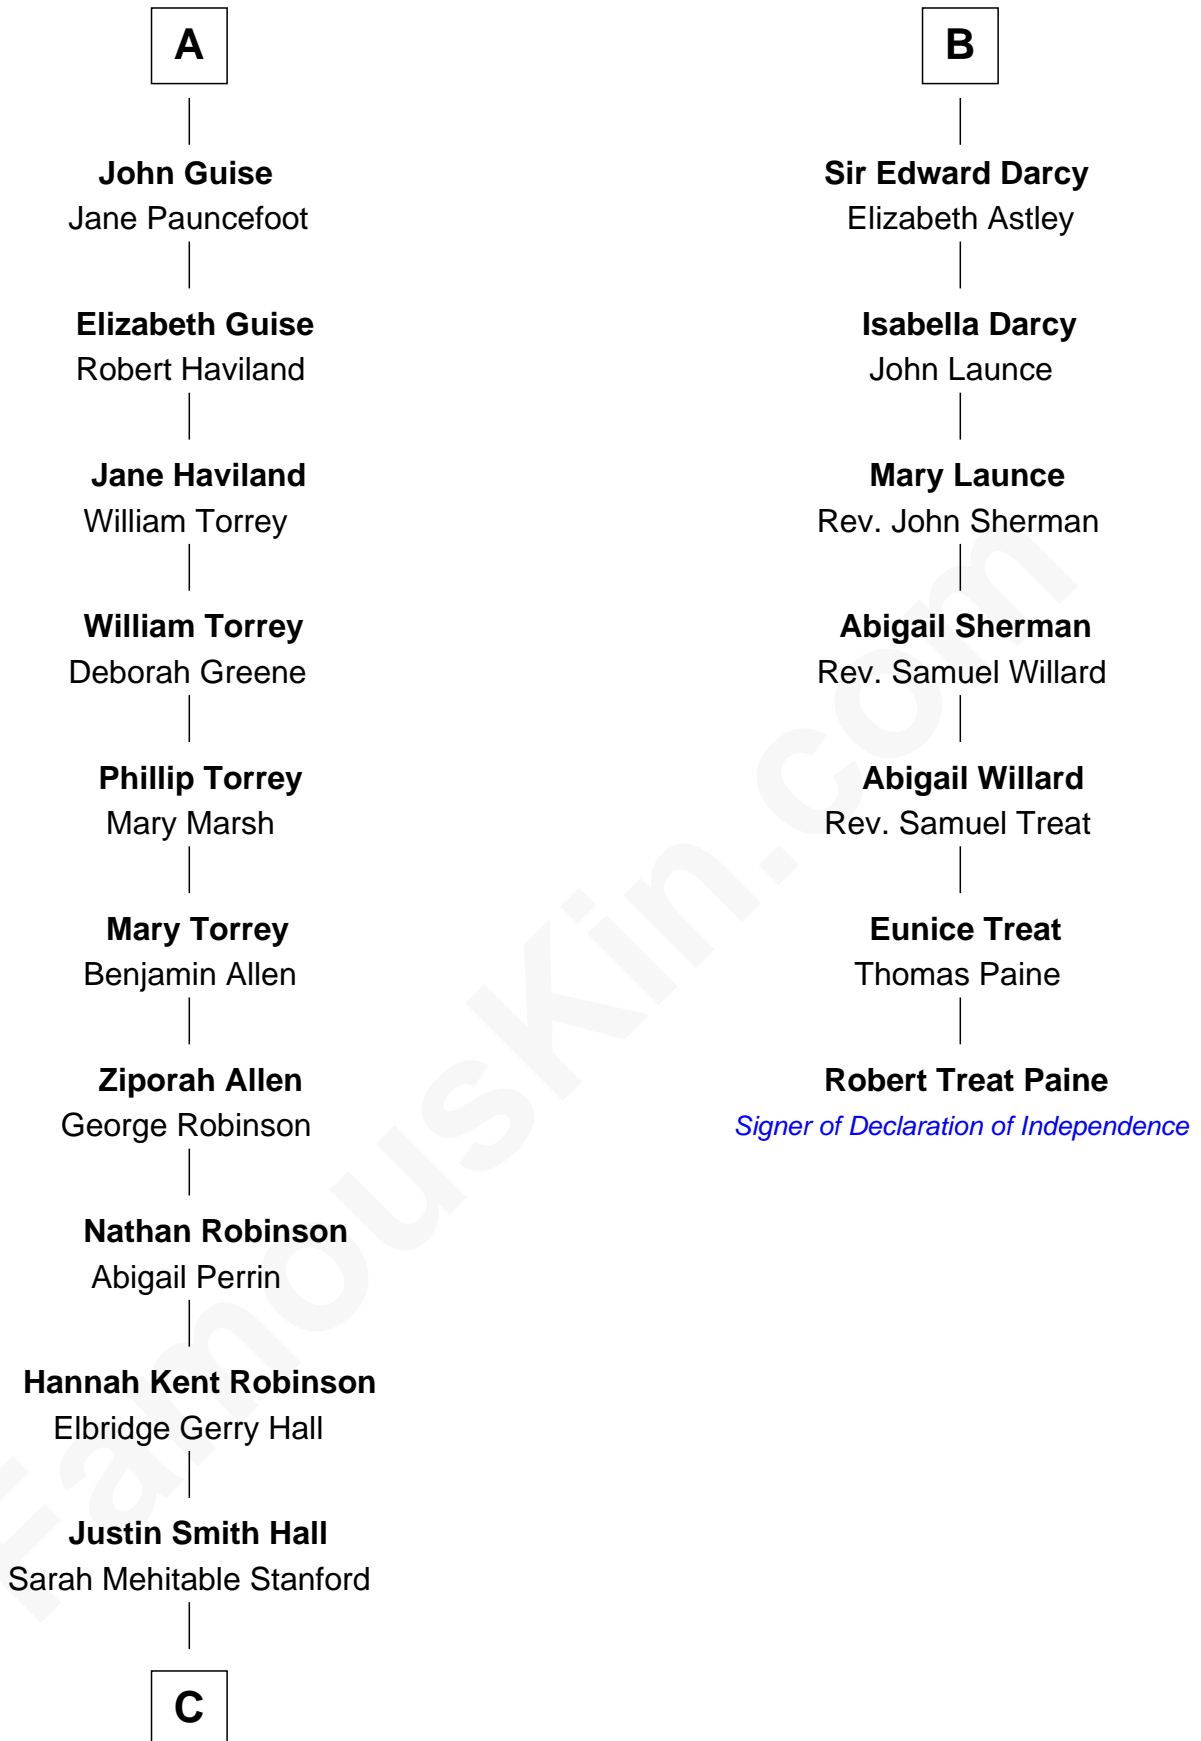 A
John Guise
Jane Pauncefoot
Elizabeth Guise
Robert Haviland
Jane Haviland
William Torrey
William Torrey
Deborah Greene
Phillip Torrey
Mary Marsh
Mary Torrey
Benjamin Allen
Ziporah Allen
George Robinson
Nathan Robinson
Abigail Perrin
Hannah Kent Robinson
Elbridge Gerry Hall
Justin Smith Hall
Sarah Mehitable Stanford
C
B
Sir Edward Darcy
Elizabeth Astley
Isabella Darcy
John Launce
Mary Launce
Rev. John Sherman
Abigail Sherman
Rev. Samuel Willard
Abigail Willard
Rev. Samuel Treat
Eunice Treat
Thomas Paine
Robert Treat Paine
Signer of Declaration of Independence
FamousKin.com